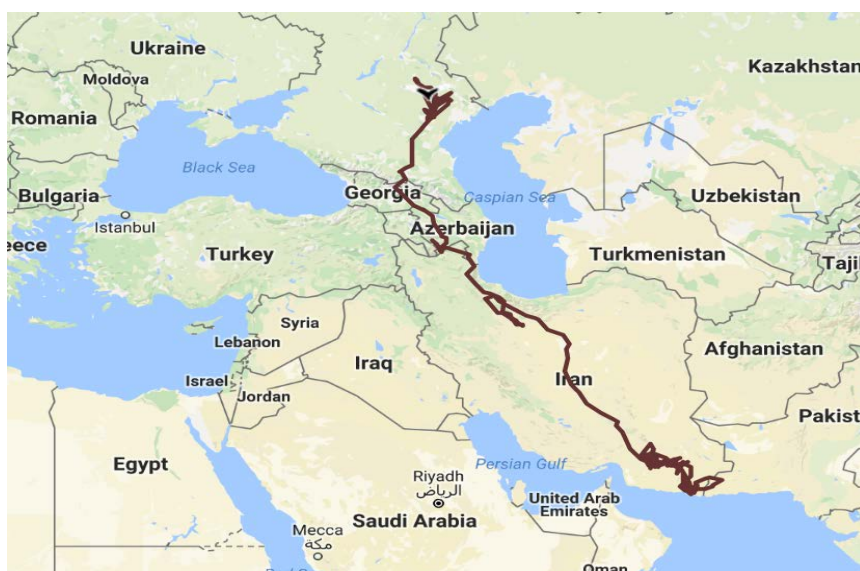 Ukraine
Kazakhstan
Moldova
Romania
Black Sea
Bulgaria
Georgia
Caspian Sea
Uzbekistan
Istanbul
Azerbaijan
eece
Turkey
Turkmenistan
Taji
Syria
Lebanon
Afghanistan
Iraq
Iran
Israel
Jordan
Pakist
Egypt
Persian Gulf
Riyadh
الرياض
United Arab
Emirates
Saudi Arabia
Mecca
مكة
Oman